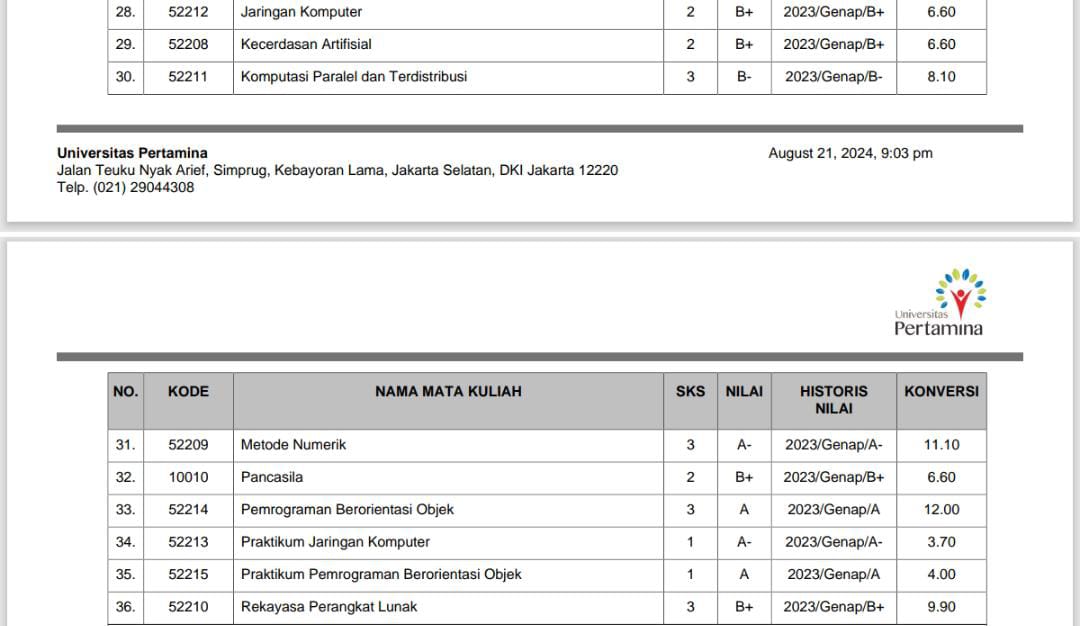 28. 52212 Jaringan Komputer 2 B+ 2023/Genap/B+ 6.60
29. 52208 Kecerdasan Artifisial 2 B+ 2023/Genap/B+ 6.60
30. 52211 Komputasi Paralel dan Terdistribusi 3 B- 2023/Genap/B- 8.10
Universitas Pertamina August 21, 2024, 9:03 pm
Jalan Teuku Nyak Arief, Simprug, Kebayoran Lama, Jakarta Selatan, DKI Jakarta 12220
Telp. (021) 29044308
Universitas
Pertamina
NO. KODE NAMA MATA KULIAH SKS NILAI HISTORIS NILAI KONVERSI
31. 52209 Metode Numerik 3 A- 2023/Genap/A- 11.10
32. 10010 Pancasila 2 B+ 2023/Genap/B+ 6.60
33. 52214 Pemrograman Berorientasi Objek 3 A 2023/Genap/A 12.00
34. 52213 Praktikum Jaringan Komputer 1 A- 2023/Genap/A- 3.70
35. 52215 Praktikum Pemrograman Berorientasi Objek 1 A 2023/Genap/A 4.00
36. 52210 Rekayasa Perangkat Lunak 3 B+ 2023/Genap/B+ 9.90